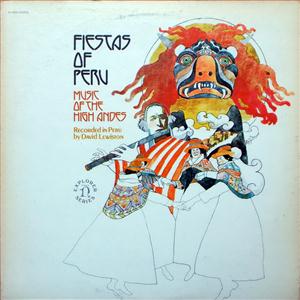 FIESTAS
OF
PERU
MUSIC
OF THE
HIGH ANDES
Recorded in Peru
by David Lewiston
EXPLORER
SERIES